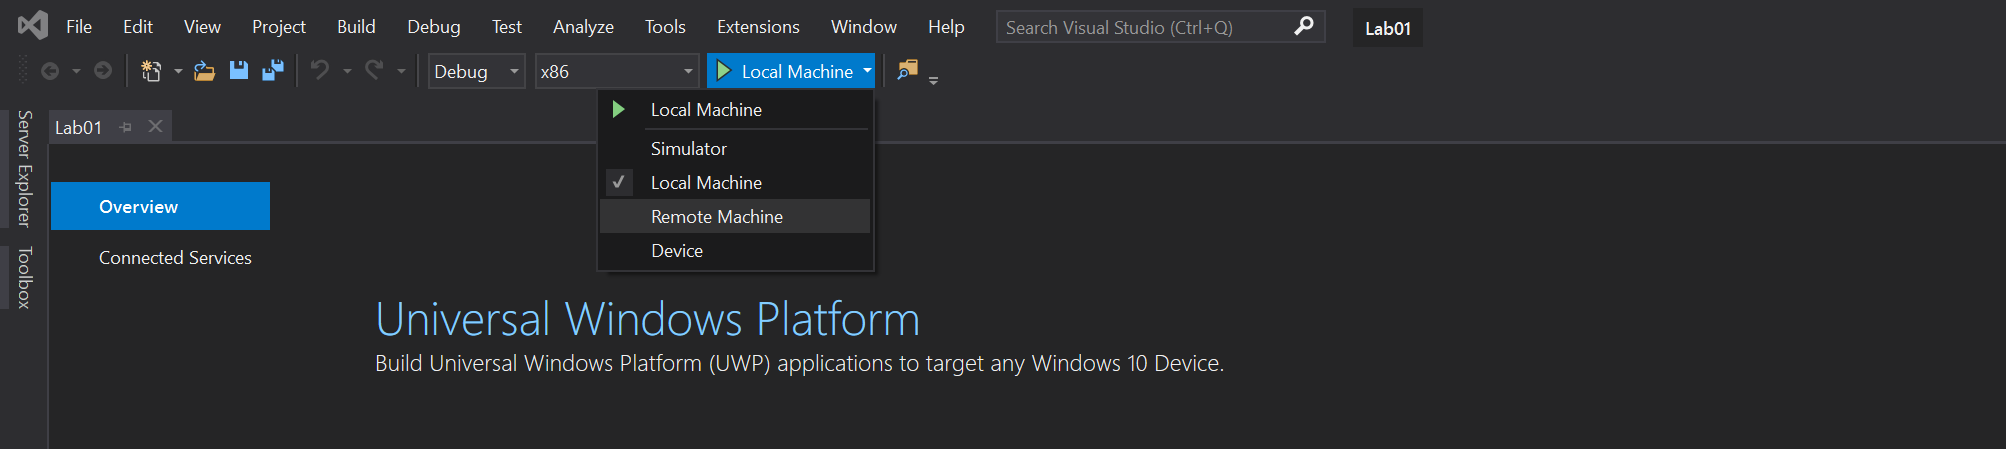 File Edit View Project Build Debug Test Analyze Tools Extensions Window Help Search Visual Studio (Ctrl+Q) Lab01
Debug x86 Local Machine
Local Machine
Simulator
Local Machine
Remote Machine
Device
Server Explorer
Toolbox
Lab01
Overview
Connected Services
Universal Windows Platform
Build Universal Windows Platform (UWP) applications to target any Windows 10 Device.